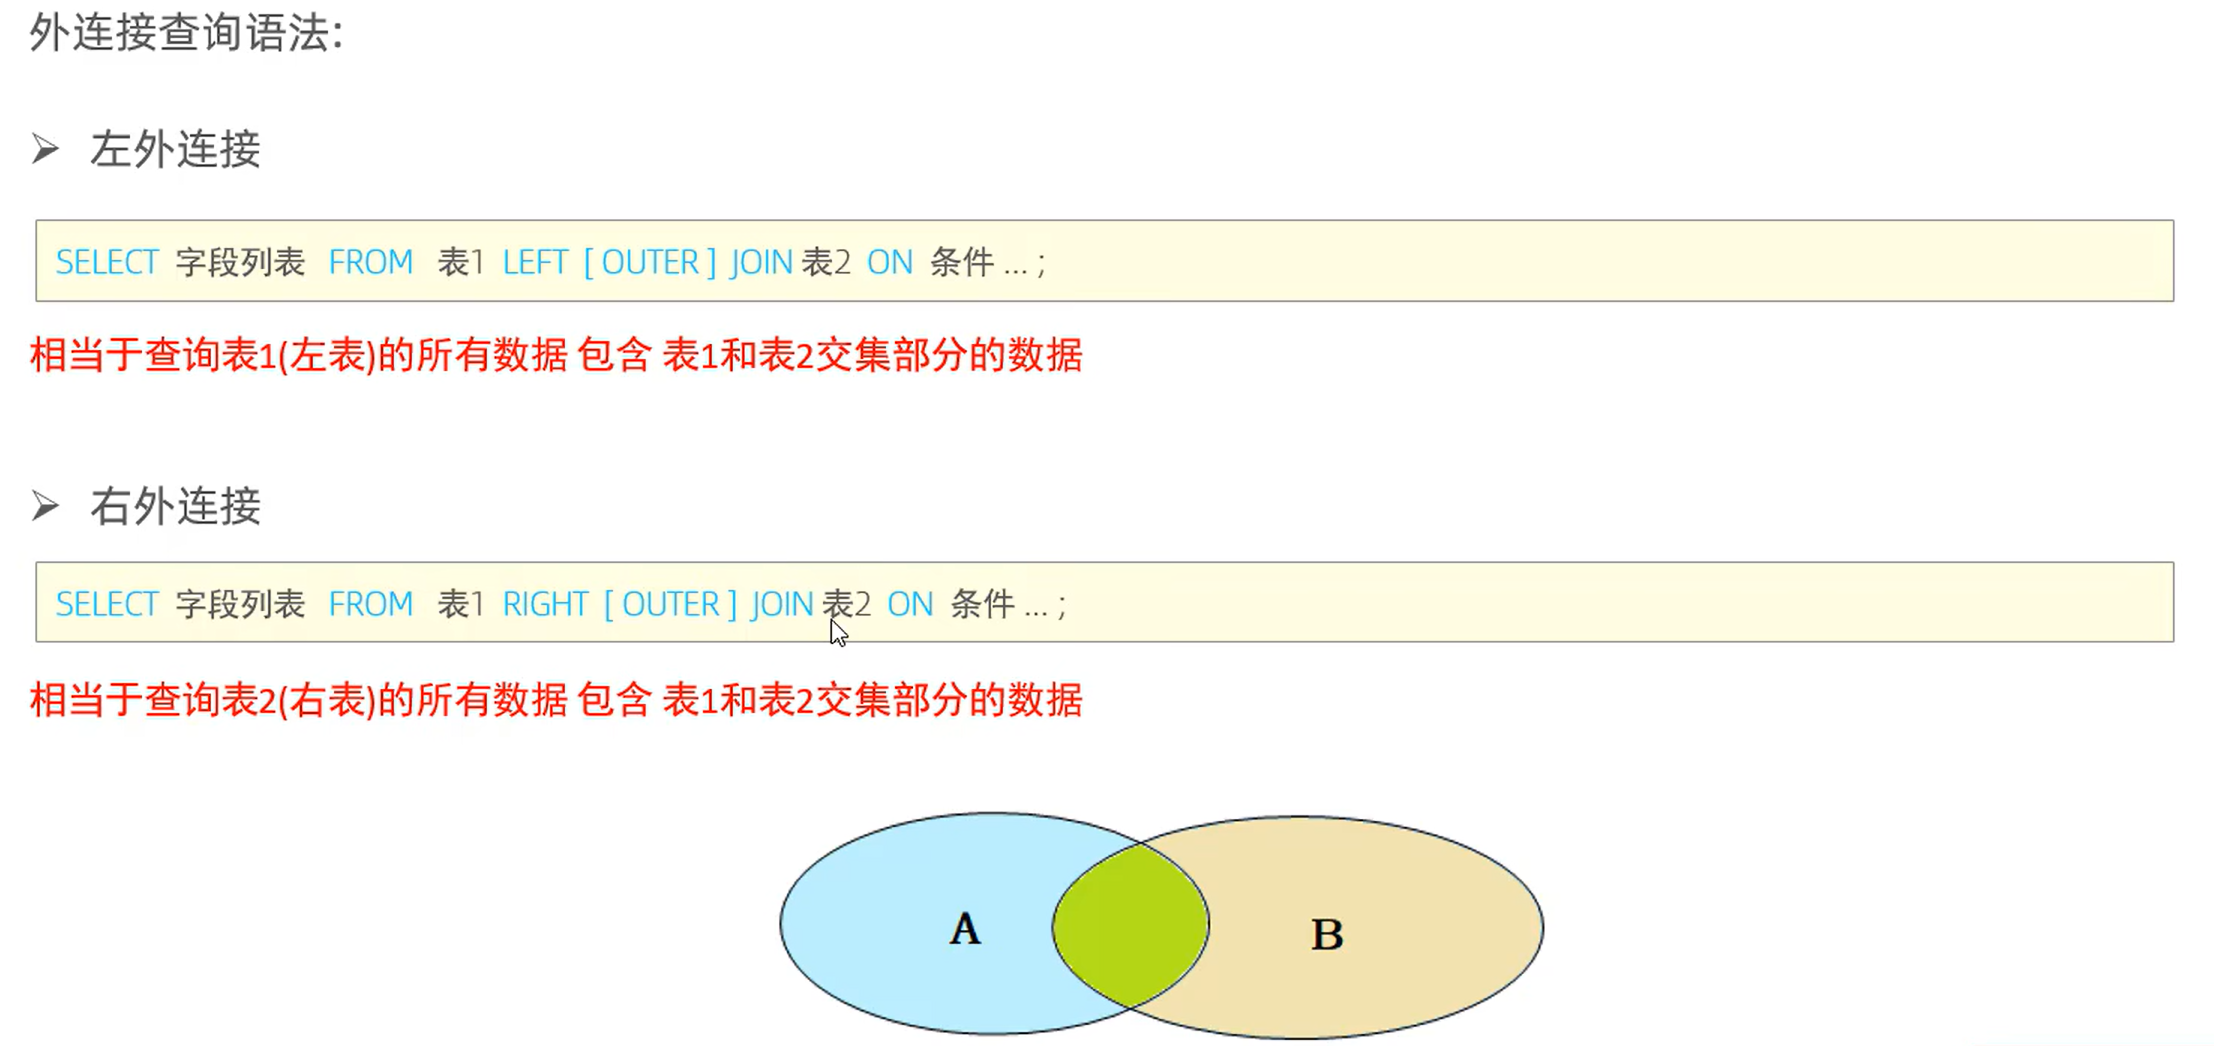 外连接查询语法:
➢ 左外连接
SELECT 字段列表 FROM 表1 LEFT [ OUTER ] JOIN 表2 ON 条件 ... ;
相当于查询表1(左表)的所有数据 包含 表1和表2交集部分的数据
➢ 右外连接
SELECT 字段列表 FROM 表1 RIGHT [ OUTER ] JOIN 表2 ON 条件 ... ;
相当于查询表2(右表)的所有数据 包含 表1和表2交集部分的数据
A
B